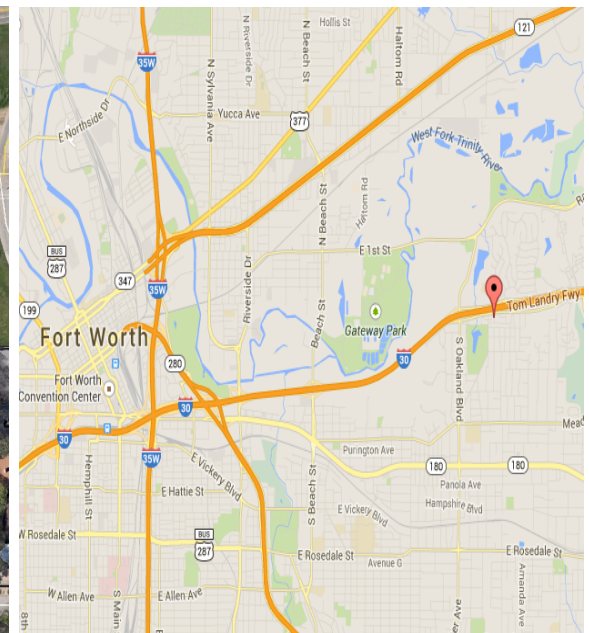 Hollis St
121
N Riverside Dr
N Beach St
Haltom Rd
35W
N Sylvania Ave
Yucca Ave
377
E Northside Dr
West Fork Trinity River
N Beach St
Haltom Rd
BUS
287
E 1st St
Riverside Dr
347
35W
199
Tom Landry Fwy
Beach St
Gateway Park
Fort Worth
S Oakland Blvd
280
30
Fort Worth
Convention Center
30
30
35W
Purington Ave
180
180
Panola Ave
E Vickery Blvd
Hemphill St
E Hattie St
S Beach St
E Vickery Blvd
Hampshire Blvd
W Rosedale St
BUS
287
E Rosedale St
E Rosedale St
Avenue G
Amanda Ave
W Allen Ave
E Allen Ave
S Main
8th